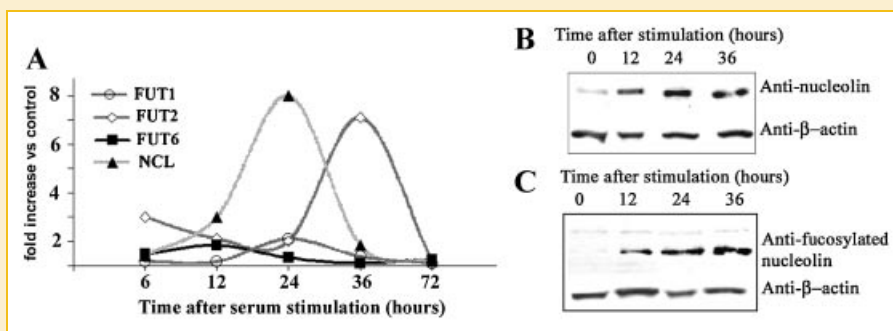 A
fold increase vs control
8
6
4
2
FUT1
FUT2
FUT6
NCL
6 12 24 36 72
Time after serum stimulation (hours)
B
Time after stimulation (hours)
0 12 24 36
Anti-nucleolin
Anti-β-actin
C
Time after stimulation (hours)
0 12 24 36
Anti-fucosylated
nucleolin
Anti-β-actin